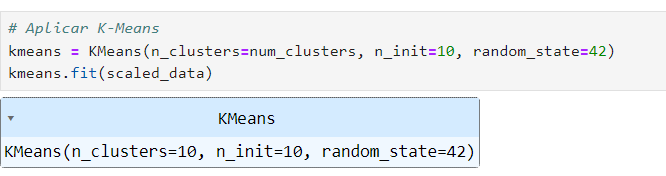 # Aplicar K-Means
kmeans = KMeans(n_clusters=num_clusters, n_init=10, random_state=42)
kmeans.fit(scaled_data)
KMeans
KMeans(n_clusters=10, n_init=10, random_state=42)